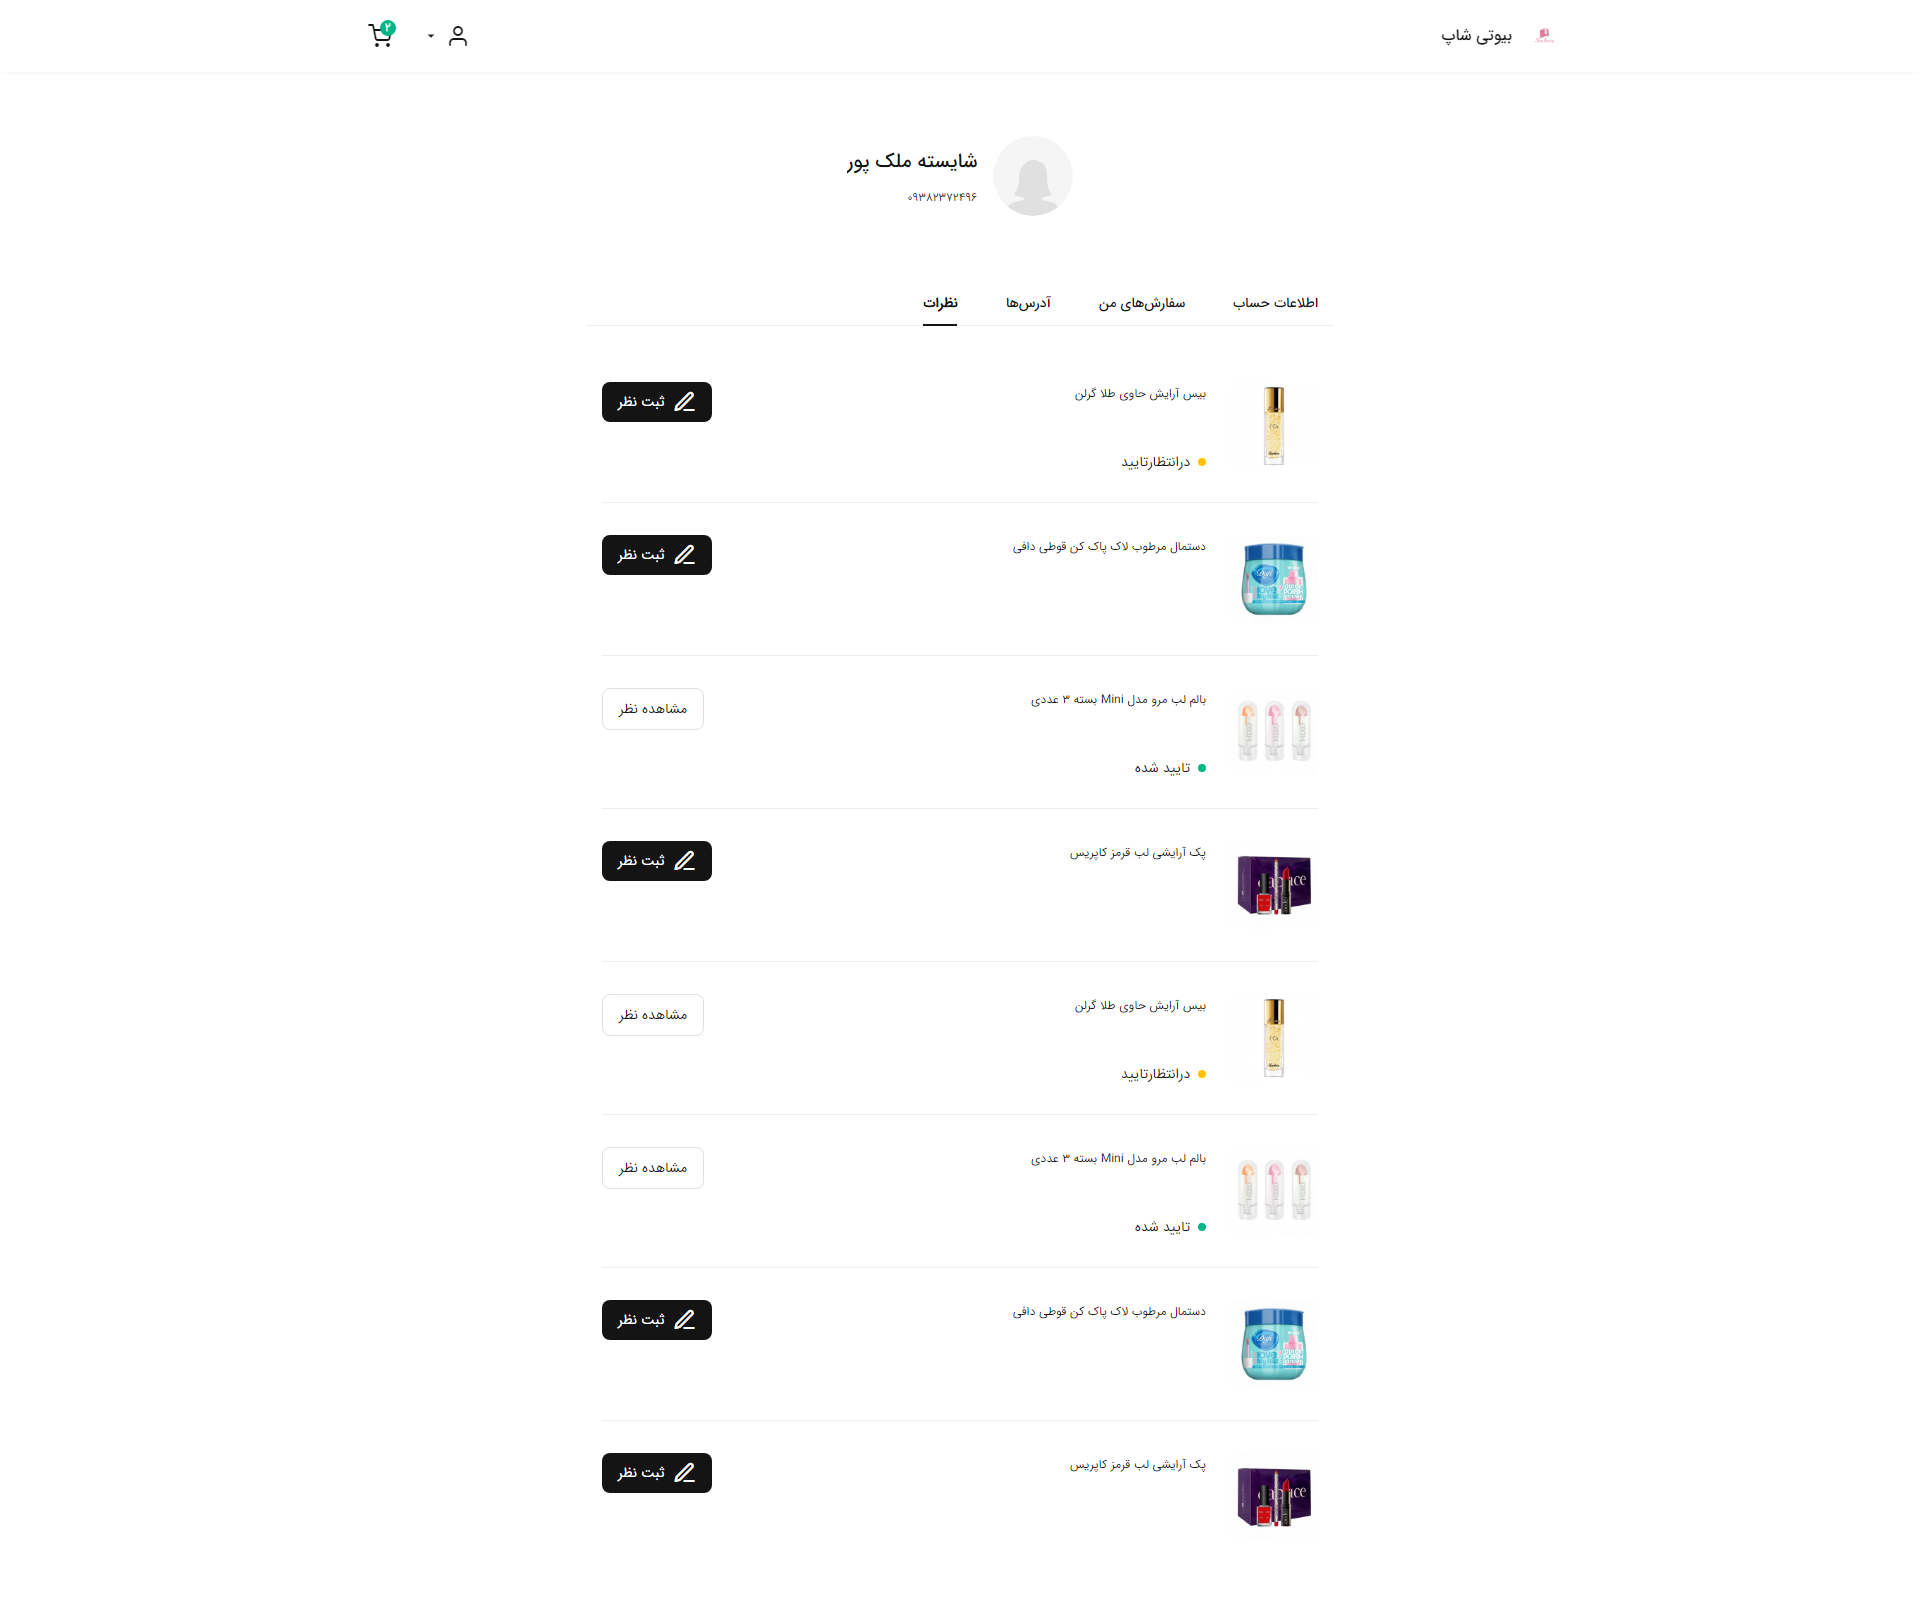 بیوتی شاپ
۲
شایسته ملک پور
۰۹۳۸۲۳۷۲۴۹۶
اطلاعات حساب
سفارش‌های من
آدرس‌ها
نظرات
بیس آرایش حاوی طلا گرلن
ثبت نظر
درانتظارتایید
دستمال مرطوب لاک پاک کن قوطی دافی
ثبت نظر
بالم لب مرو مدل Mini بسته ۳ عددی
مشاهده نظر
تایید شده
پک آرایشی لب قرمز کاپریس
ثبت نظر
بیس آرایش حاوی طلا گرلن
مشاهده نظر
درانتظارتایید
بالم لب مرو مدل Mini بسته ۳ عددی
مشاهده نظر
تایید شده
دستمال مرطوب لاک پاک کن قوطی دافی
ثبت نظر
پک آرایشی لب قرمز کاپریس
ثبت نظر